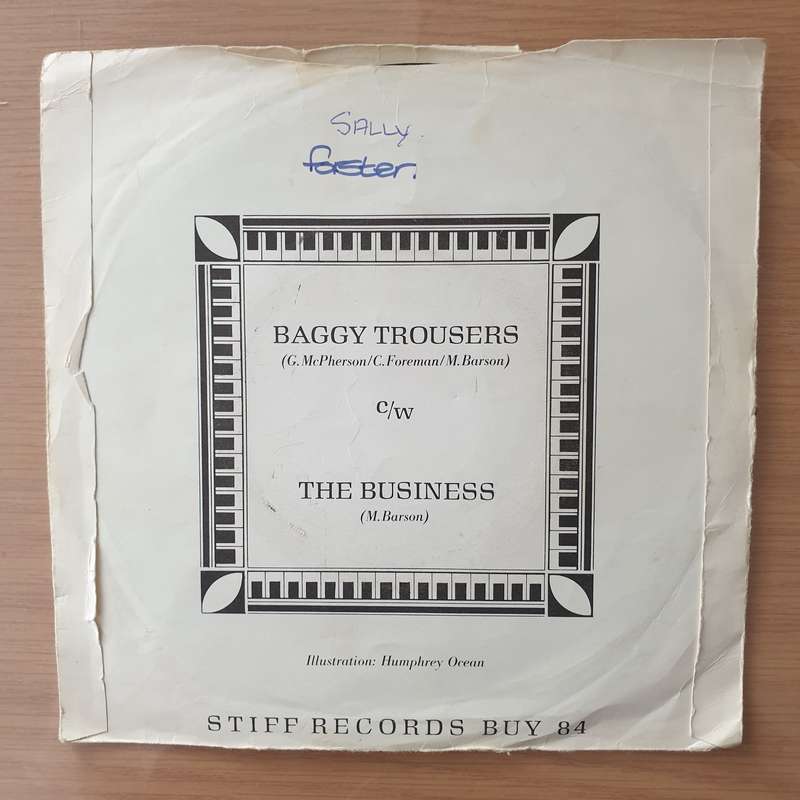 SALLY.
forster.
BAGGY TROUSERS
(G. McPherson/C. Foreman/M. Barson)
c/w
THE BUSINESS
(M. Barson)
Illustration: Humphrey Ocean
STIFF RECORDS BUY 84